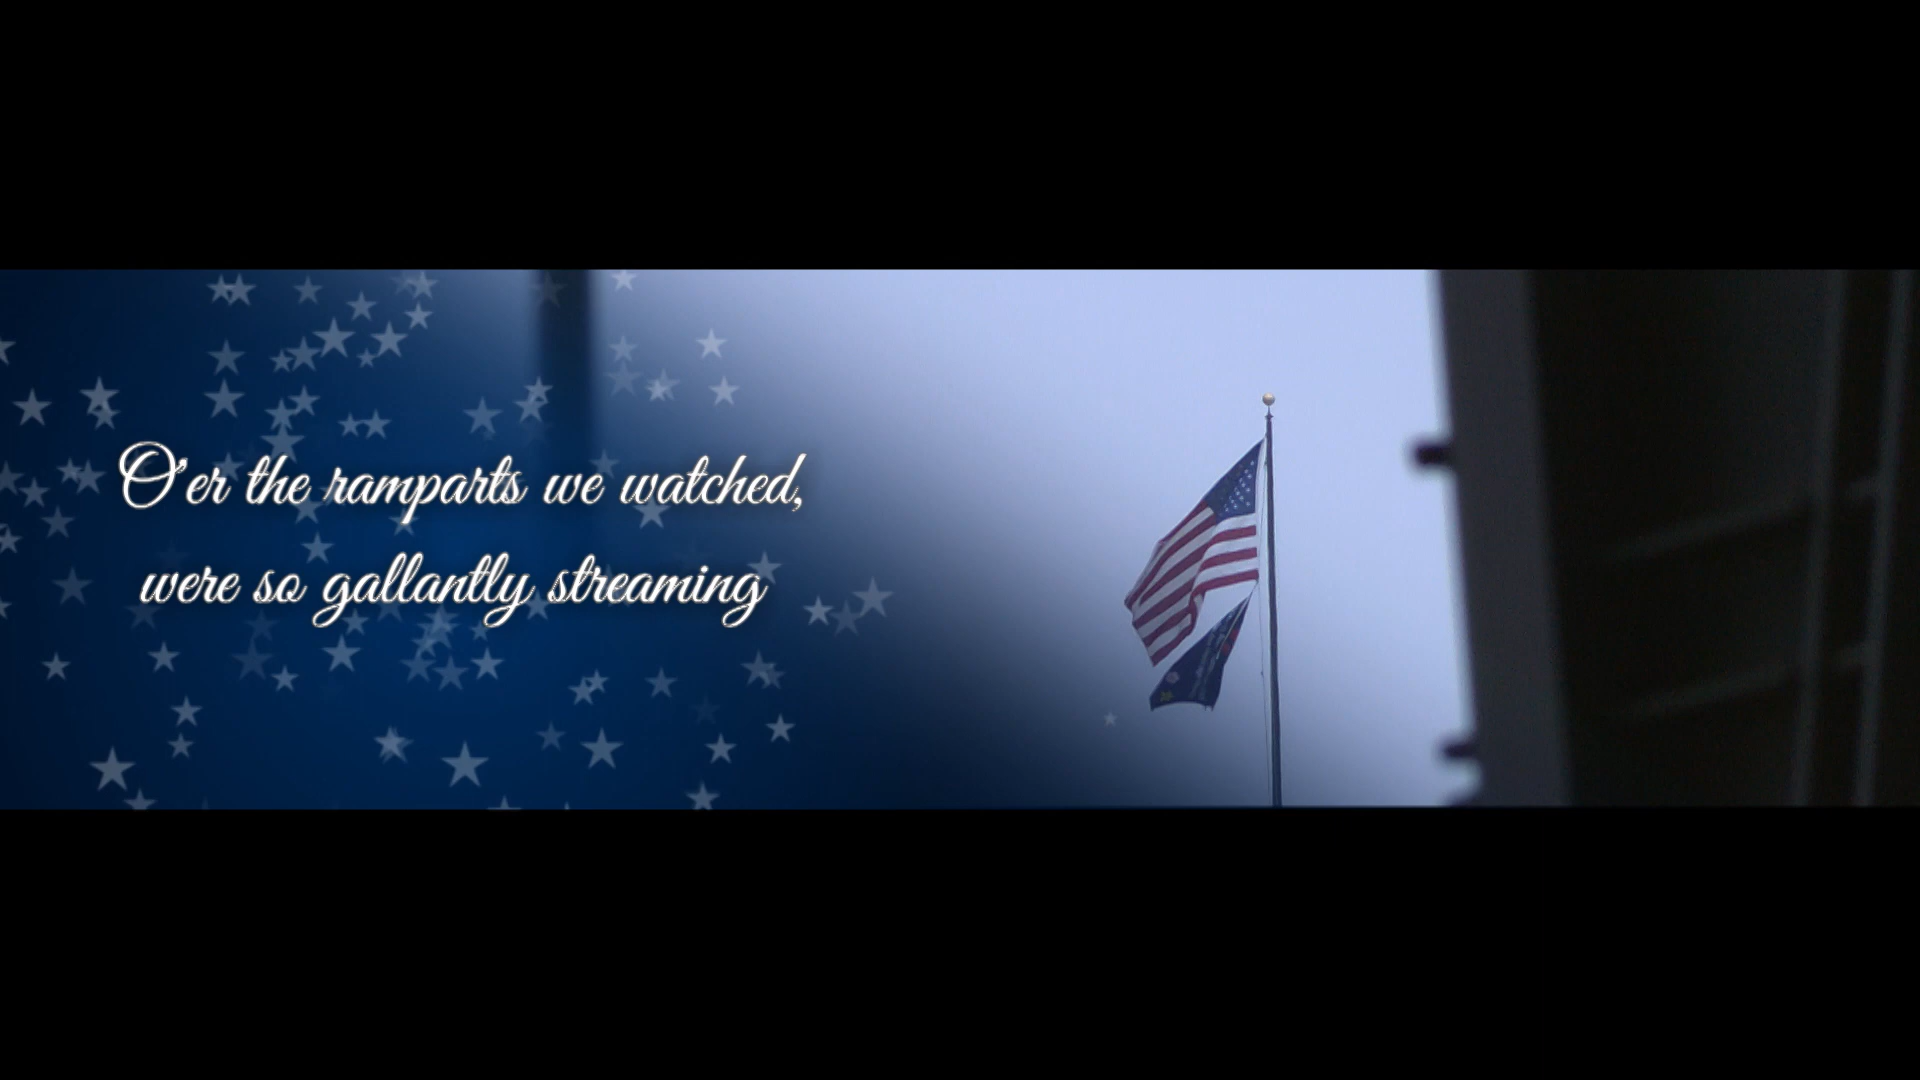 O'er the ramparts we watched,
were so gallantly streaming